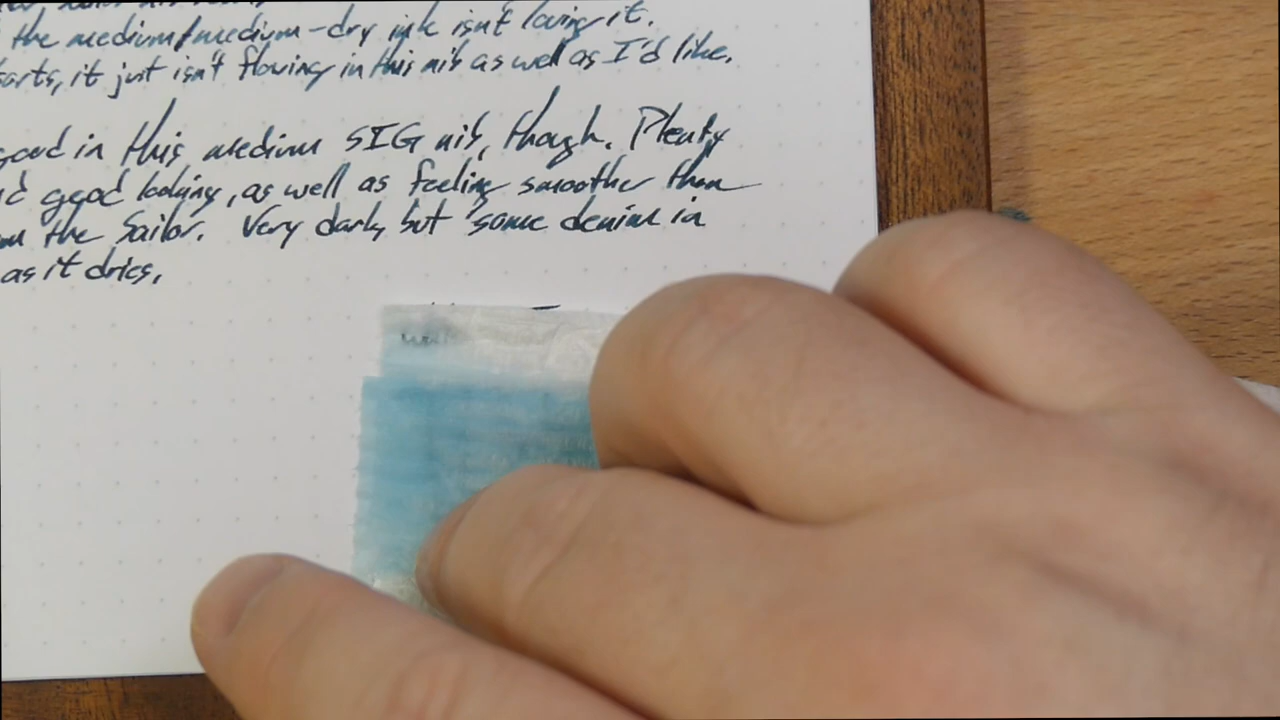 the medium/medium-dry ink isn't loving it.
starts, it just isn't flowing in this nib as well as I'd like.
good in this medium SIG nib, though. Plenty
good looking, as well as feeling smoother than
the Sailor. Very dark, but some denim in
as it dries.